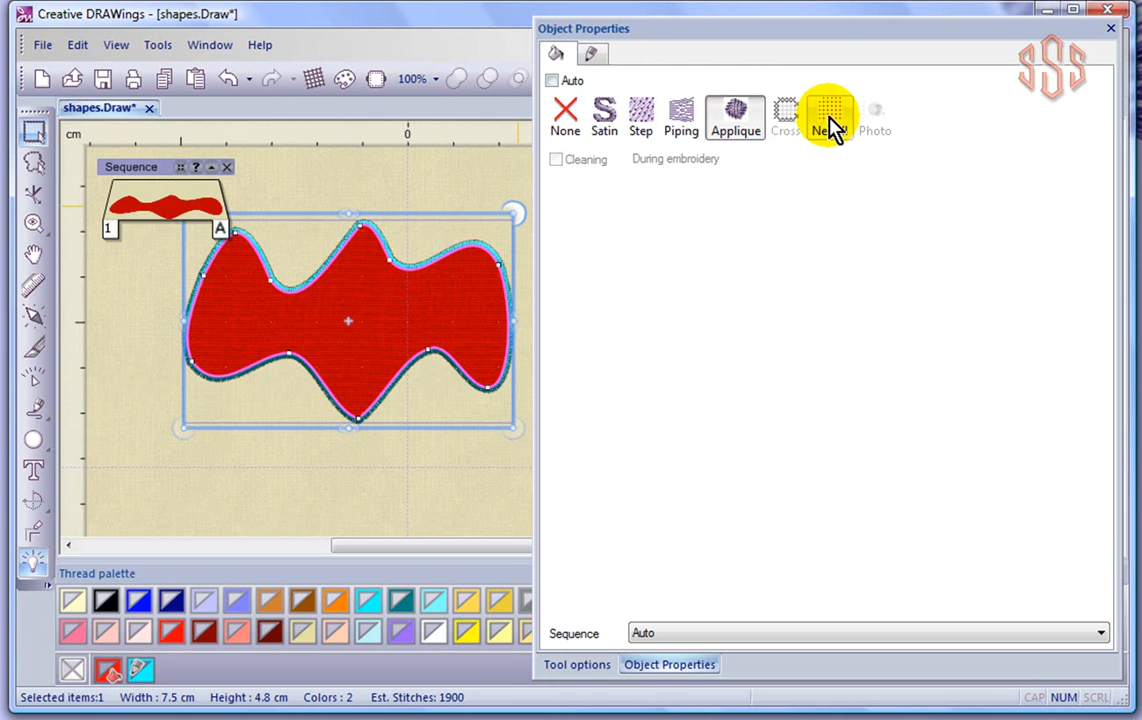 Creative DRAWings - [shapes.Draw*]
File Edit View Tools Window Help
100%
shapes.Draw*
cm 0
Sequence ?
1 A
Thread palette
Selected items:1 Width : 7.5 cm Height : 4.8 cm Colors : 2 Est. Stitches: 1900
CAP NUM SCRL
Object Properties
SSS
Auto
None Satin Step Piping Applique Cross Photo
Cleaning During embroidery
Sequence Auto
Tool options Object Properties